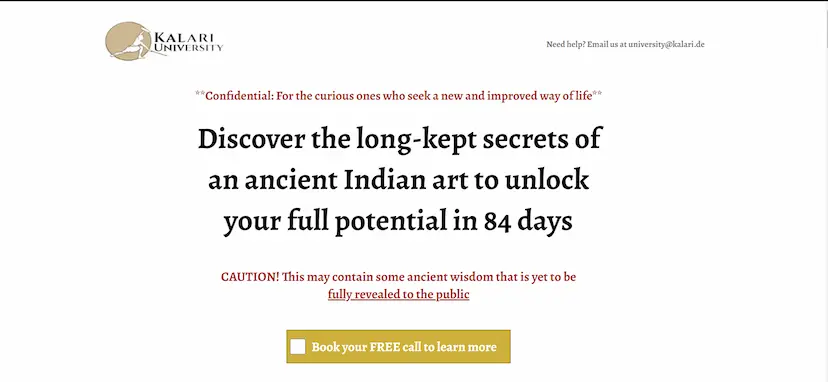 KALARI
UNIVERSITY
Need help? Email us at university@kalari.de
**Confidential: For the curious ones who seek a new and improved way of life**
Discover the long-kept secrets of
an ancient Indian art to unlock
your full potential in 84 days
CAUTION! This may contain some ancient wisdom that is yet to be
fully revealed to the public
Book your FREE call to learn more